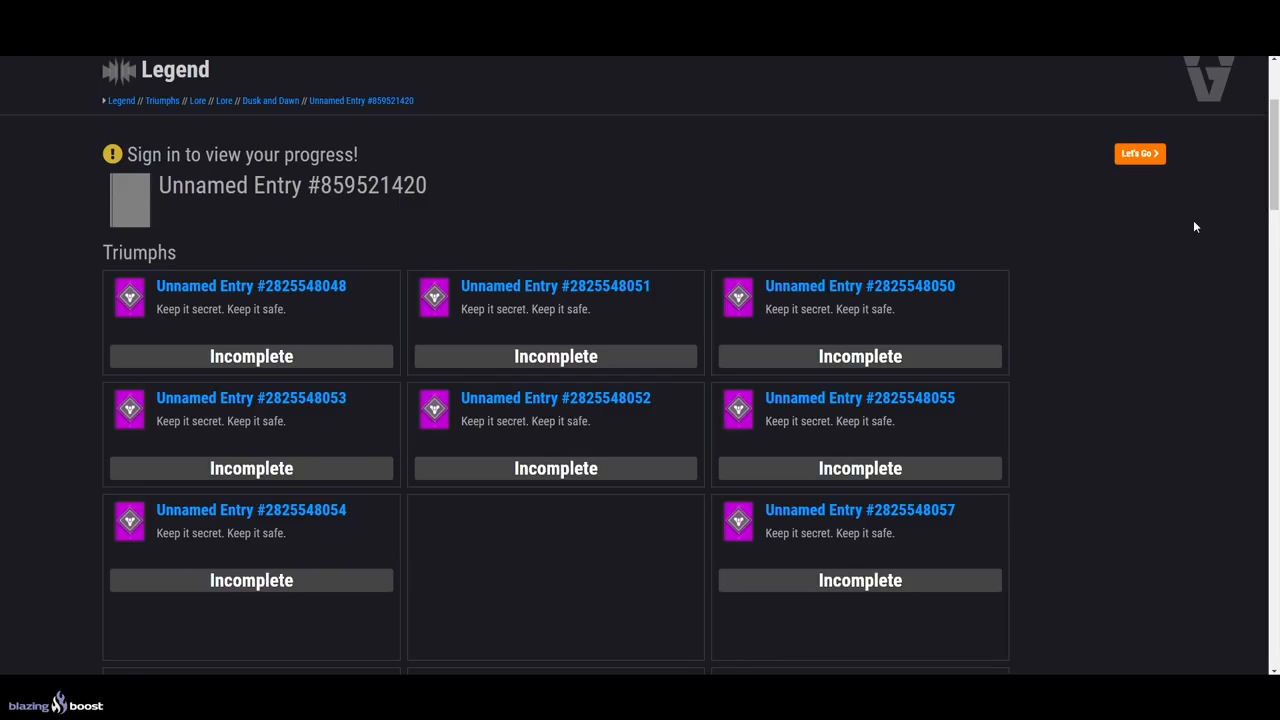 Legend
Legend // Triumphs // Lore // Lore // Dusk and Dawn // Unnamed Entry #859521420
Sign in to view your progress!
Let's Go
Unnamed Entry #859521420
Triumphs
Unnamed Entry #2825548048
Keep it secret. Keep it safe.
Incomplete
Unnamed Entry #2825548051
Keep it secret. Keep it safe.
Incomplete
Unnamed Entry #2825548050
Keep it secret. Keep it safe.
Incomplete
Unnamed Entry #2825548053
Keep it secret. Keep it safe.
Incomplete
Unnamed Entry #2825548052
Keep it secret. Keep it safe.
Incomplete
Unnamed Entry #2825548055
Keep it secret. Keep it safe.
Incomplete
Unnamed Entry #2825548054
Keep it secret. Keep it safe.
Incomplete
Unnamed Entry #2825548057
Keep it secret. Keep it safe.
Incomplete
blazing boost